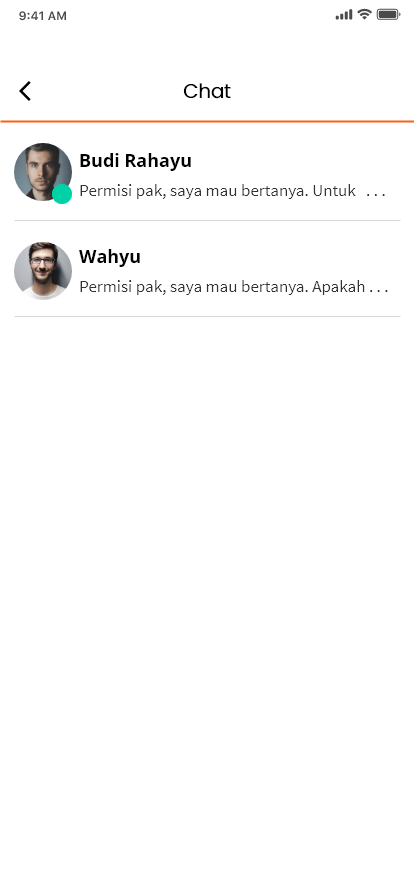 9:41 AM
Chat
Budi Rahayu
Permisi pak, saya mau bertanya. Untuk  . . .
Wahyu
Permisi pak, saya mau bertanya. Apakah . . .